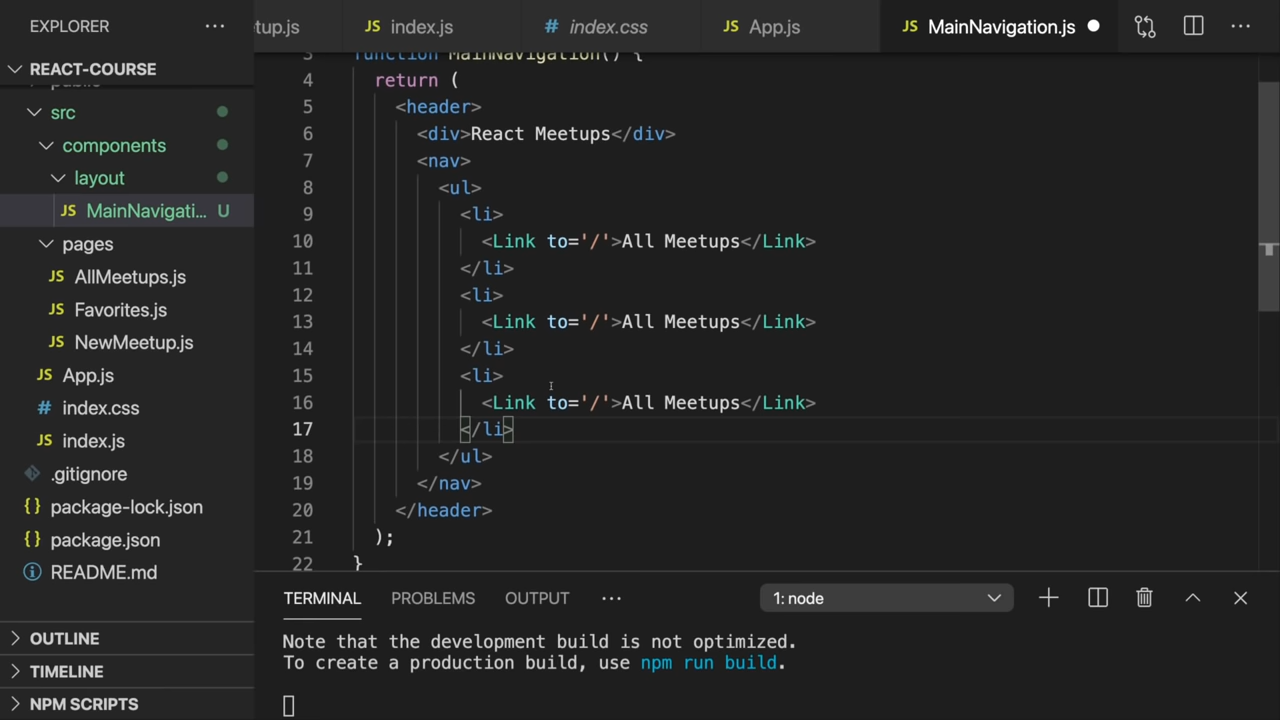 EXPLORER
···
tup.js
JS index.js
# index.css
JS App.js
JS MainNavigation.js
···
REACT-COURSE
public
src
components
layout
JS MainNavigati... U
pages
JS AllMeetups.js
JS Favorites.js
JS NewMeetup.js
JS App.js
# index.css
JS index.js
.gitignore
{} package-lock.json
{} package.json
README.md
OUTLINE
TIMELINE
NPM SCRIPTS
3 function MainNavigation() {
4 return (
5 <header>
6 <div>React Meetups</div>
7 <nav>
8 <ul>
9 <li>
10 <Link to='/'>All Meetups</Link>
11 </li>
12 <li>
13 <Link to='/'>All Meetups</Link>
14 </li>
15 <li>
16 <Link to='/'>All Meetups</Link>
17 </li>
18 </ul>
19 </nav>
20 </header>
21 );
22 }
TERMINAL PROBLEMS OUTPUT ··· 1: node
Note that the development build is not optimized.
To create a production build, use npm run build.